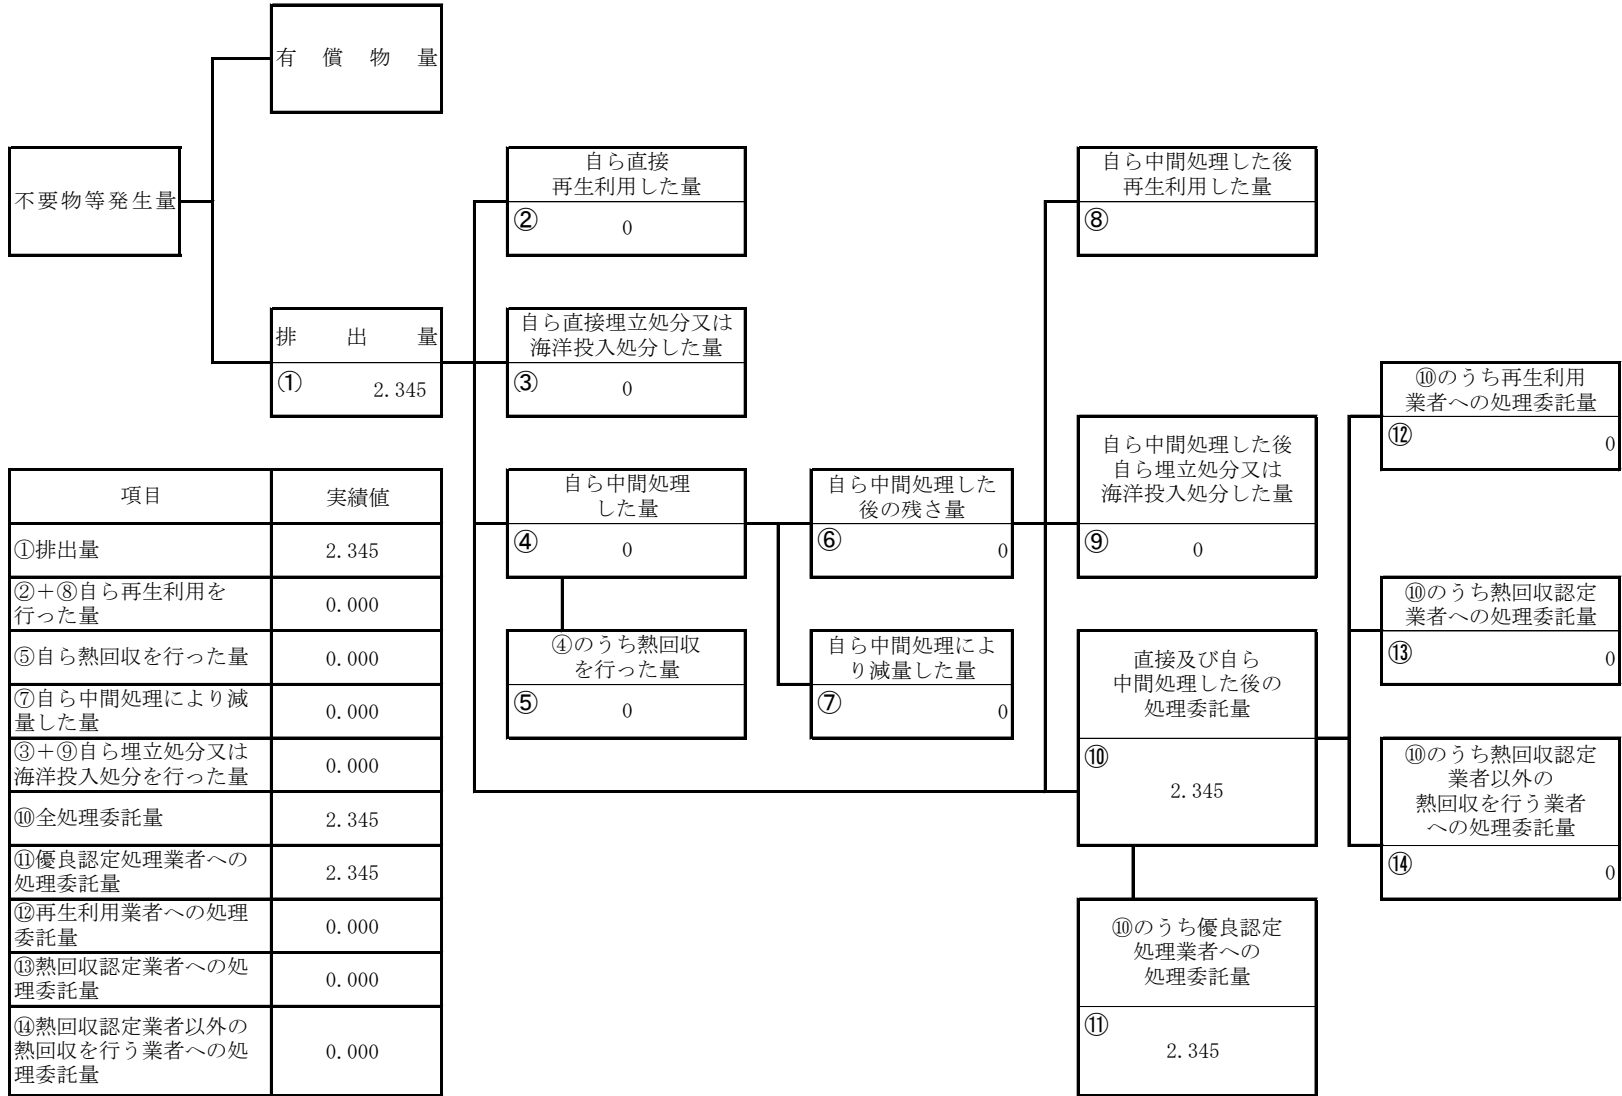 有償物量
不要物等発生量
排出量
① 2.345
自ら直接
再生利用した量
② 0
自ら直接埋立処分又は
海洋投入処分した量
③ 0
自ら中間処理
した量
④ 0
④のうち熱回収
を行った量
⑤ 0
自ら中間処理した
後の残さ量
⑥ 0
自ら中間処理によ
り減量した量
⑦ 0
自ら中間処理した後
再生利用した量
⑧
自ら中間処理した後
自ら埋立処分又は
海洋投入処分した量
⑨ 0
直接及び自ら
中間処理した後の
処理委託量
⑩
2.345
⑩のうち優良認定
処理業者への
処理委託量
⑪
2.345
⑩のうち再生利用
業者への処理委託量
⑫ 0
⑩のうち熱回収認定
業者への処理委託量
⑬ 0
⑩のうち熱回収認定
業者以外の
熱回収を行う業者
への処理委託量
⑭ 0
項目 実績値
①排出量 2.345
②+⑧自ら再生利用を
行った量 0.000
⑤自ら熱回収を行った量 0.000
⑦自ら中間処理により減
量した量 0.000
③+⑨自ら埋立処分又は
海洋投入処分を行った量 0.000
⑩全処理委託量 2.345
⑪優良認定処理業者への
処理委託量 2.345
⑫再生利用業者への処理
委託量 0.000
⑬熱回収認定業者への処
理委託量 0.000
⑭熱回収認定業者以外の
熱回収を行う業者への処
理委託量 0.000